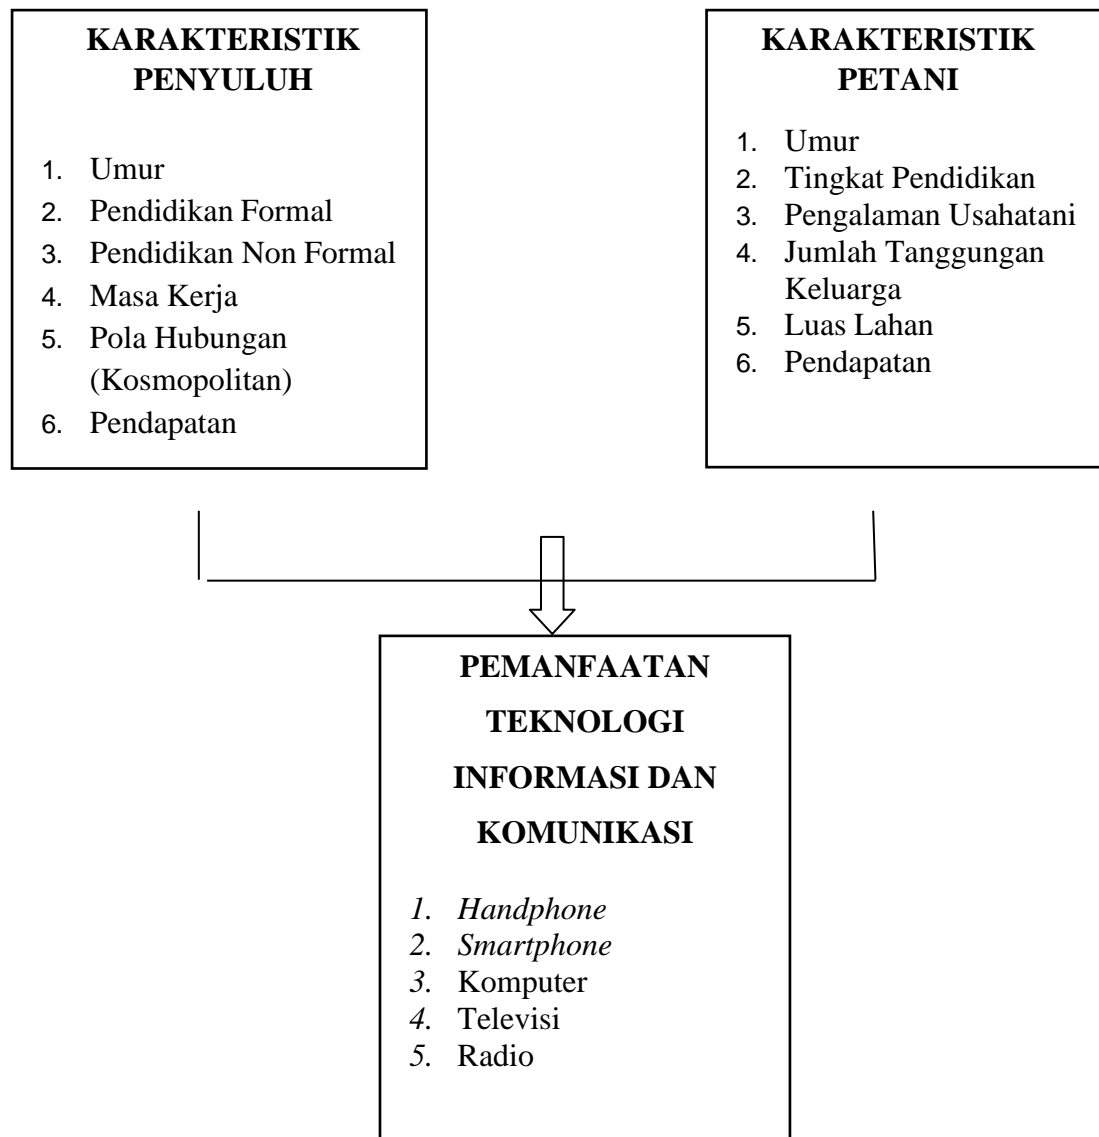 KARAKTERISTIK
PENYULUH
1. Umur
2. Pendidikan Formal
3. Pendidikan Non Formal
4. Masa Kerja
5. Pola Hubungan
(Kosmopolitan)
6. Pendapatan
KARAKTERISTIK
PETANI
1. Umur
2. Tingkat Pendidikan
3. Pengalaman Usahatani
4. Jumlah Tanggungan
Keluarga
5. Luas Lahan
6. Pendapatan
PEMANFAATAN
TEKNOLOGI
INFORMASI DAN
KOMUNIKASI
1. Handphone
2. Smartphone
3. Komputer
4. Televisi
5. Radio